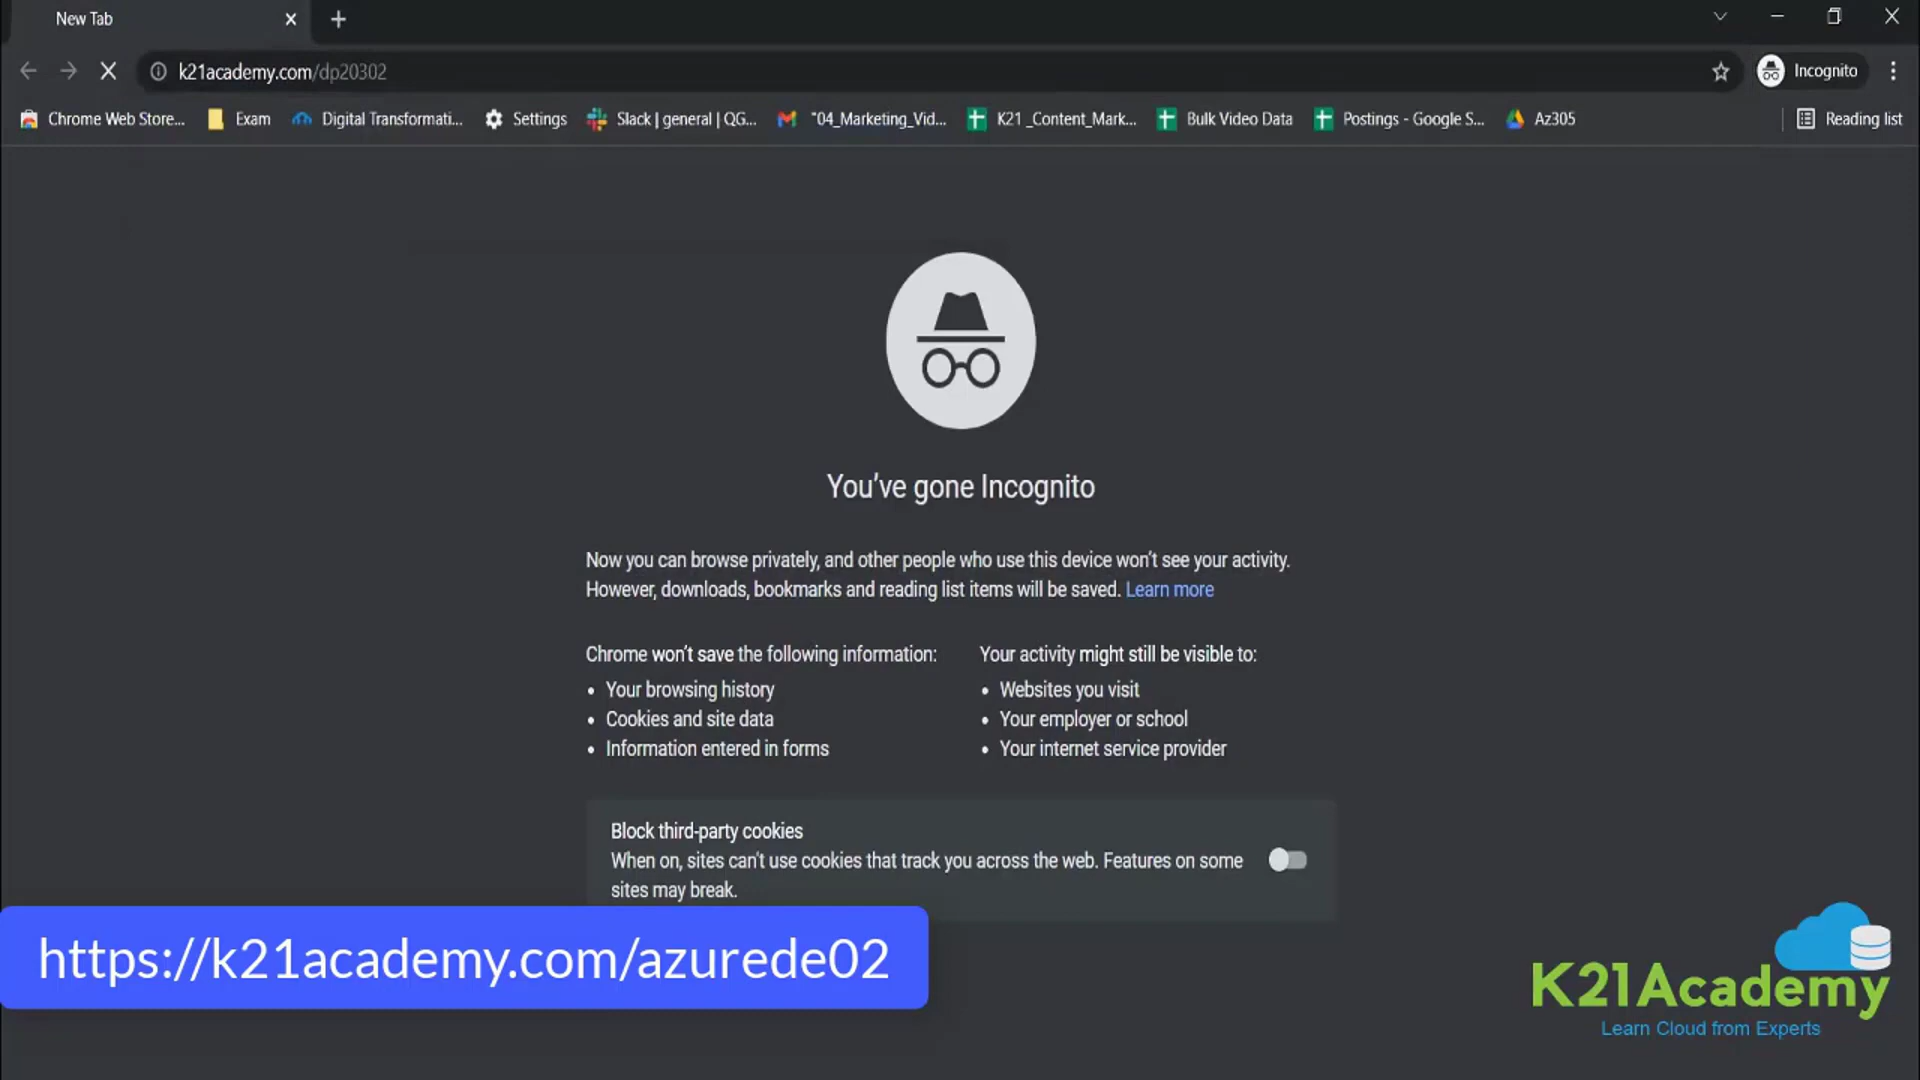 New Tab
k21academy.com/dp20302
Incognito
Chrome Web Store...
Exam
Digital Transformati...
Settings
Slack | general | QG...
"04_Marketing_Vid...
K21 _Content_Mark...
Bulk Video Data
Postings - Google S...
Az305
Reading list
You've gone Incognito
Now you can browse privately, and other people who use this device won't see your activity.
However, downloads, bookmarks and reading list items will be saved. Learn more
Chrome won't save the following information:
Your browsing history
Cookies and site data
Information entered in forms
Your activity might still be visible to:
Websites you visit
Your employer or school
Your internet service provider
Block third-party cookies
When on, sites can't use cookies that track you across the web. Features on some
sites may break.
https://k21academy.com/azurede02
K21Academy
Learn Cloud from Experts